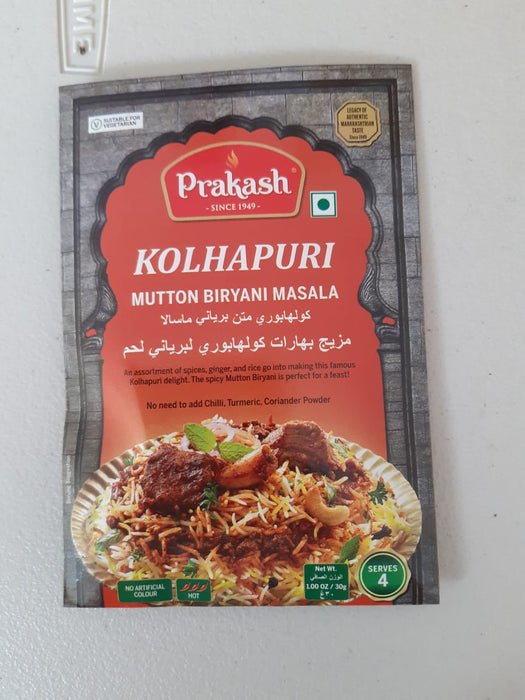 SUITABLE FOR
VEGETARIAN
LEGACY OF
AUTHENTIC
MAHARASHTRIAN
TASTE
Since 1949
Prakash®
- SINCE 1949 -
KOLHAPURI
MUTTON BIRYANI MASALA
كولهابوري متن برياني ماسالا
مزيج بهارات كولهابوري لبرياني لحم
An assortment of spices, ginger, and rice go into making this famous
Kolhapuri delight. The spicy Mutton Biryani is perfect for a feast!
No need to add Chilli, Turmeric, Coriander Powder
NO ARTIFICIAL
COLOUR
HOT
Net Wt.
الوزن الصافي
1.00 OZ / 30g
٣٠ غ
SERVES
4